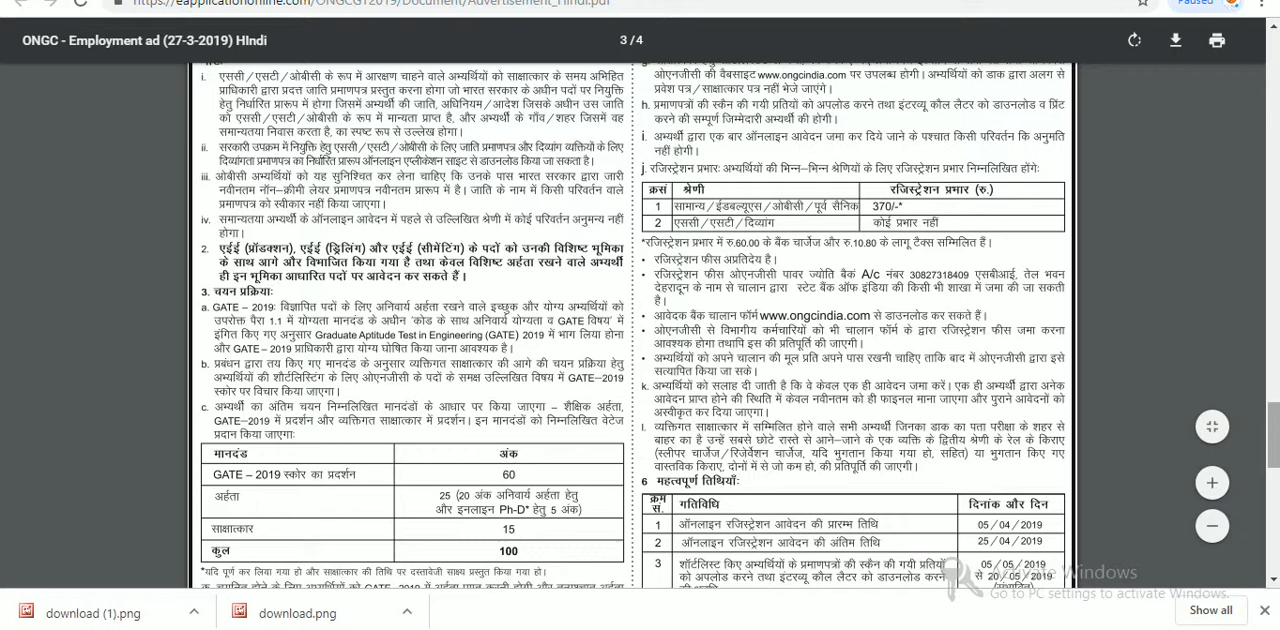 https://eapplicationonline.com/ONGCGT2019/Document/Advertisement_Hindi.pdf
Paused
ONGC - Employment ad (27-3-2019) HIndi
3 / 4
i. एससी/एसटी/ओबीसी के रूप में आरक्षण चाहने वाले अभ्यर्थियों को साक्षात्कार के समय अभिहित
प्राधिकारी द्वारा प्रदत्त जाति प्रमाणपत्र प्रस्तुत करना होगा जो भारत सरकार के अधीन पदों पर नियुक्ति
हेतु निर्धारित प्रारूप में होगा जिसमें अभ्यर्थी की जाति, अधिनियम/आदेश जिसके अधीन उस जाति
को एससी/एसटी/ओबीसी के रूप में मान्यता प्राप्त है, और अभ्यर्थी के गाँव/शहर जिसमें वह
सामान्यतया निवास करता है, का स्पष्ट रूप से उल्लेख होगा।
ii. सरकारी उपक्रम में नियुक्ति हेतु एससी/एसटी/ओबीसी के लिए जाति प्रमाणपत्र और दिव्यांग व्यक्तियों के लिए
दिव्यांगता प्रमाणपत्र का निर्धारित प्रारूप ऑनलाइन एप्लीकेशन साइट से डाउनलोड किया जा सकता है।
iii. ओबीसी अभ्यर्थियों को यह सुनिश्चित कर लेना चाहिए कि उनके पास भारत सरकार द्वारा जारी
नवीनतम नॉन–क्रीमी लेयर प्रमाणपत्र नवीनतम प्रारूप में है। जाति के नाम में किसी परिवर्तन वाले
प्रमाणपत्र को स्वीकार नहीं किया जाएगा।
iv. समान्यतया अभ्यर्थी के ऑनलाइन आवेदन में पहले से उल्लिखित श्रेणी में कोई परिवर्तन अनुमन्य नहीं
होगा।
2. एईई (प्रॉडक्शन), एईई (ड्रिलिंग) और एईई (सीमेंटिंग) के पदों को उनकी विशिष्ट भूमिका
के साथ आगे और विभाजित किया गया है तथा केवल विशिष्ट अर्हता रखने वाले अभ्यर्थी
ही इन भूमिका आधारित पदों पर आवेदन कर सकते हैं।
3. चयन प्रक्रियाः
a. GATE – 2019: विज्ञापित पदों के लिए अनिवार्य अर्हता रखने वाले इच्छुक और योग्य अभ्यर्थियों को
उपरोक्त पैरा 1.1 में योग्यता मानदंड के अधीन 'कोड के साथ अनिवार्य योग्यता व GATE विषय' में
इंगित किए गए अनुसार Graduate Aptitude Test in Engineering (GATE) 2019 में भाग लिया होना
और GATE – 2019 प्राधिकारी द्वारा योग्य घोषित किया जाना आवश्यक है।
b. प्रबंधन द्वारा तय किए गए मानदंड के अनुसार व्यक्तिगत साक्षात्कार की आगे की चयन प्रक्रिया हेतु
अभ्यर्थियों की शॉर्टलिस्टिंग के लिए ओएनजीसी के पदों के समक्ष उल्लिखित विषय में GATE–2019
स्कोर पर विचार किया जाएगा।
c. अभ्यर्थी का अंतिम चयन निम्नलिखित मानदंडों के आधार पर किया जाएगा – शैक्षिक अर्हता,
GATE–2019 में प्रदर्शन और व्यक्तिगत साक्षात्कार में प्रदर्शन। इन मानदंडों को निम्नलिखित वेटेज
प्रदान किया जाएगाः
मानदंड अंक
GATE – 2019 स्कोर का प्रदर्शन 60
अर्हता 25 (20 अंक अनिवार्य अर्हता हेतु
और इनलाइन Ph-D* हेतु 5 अंक)
साक्षात्कार 15
कुल 100
*यदि पूर्ण कर लिया गया हो और साक्षात्कार की तिथि पर दस्तावेजी साक्ष्य प्रस्तुत किया गया हो।
ओएनजीसी की वैबसाइट www.ongcindia.com पर उपलब्ध होगी। अभ्यर्थियों को डाक द्वारा अलग से
प्रवेश पत्र/साक्षात्कार पत्र नहीं भेजे जाएंगे।
h. प्रमाणपत्रों की स्कैन की गयी प्रतियों को अपलोड करने तथा इंटरव्यू कौल लैटर को डाउनलोड व प्रिंट
करने की सम्पूर्ण जिम्मेदारी अभ्यर्थी की होगी।
i. अभ्यर्थी द्वारा एक बार ऑनलाइन आवेदन जमा कर दिये जाने के पश्चात किसी परिवर्तन कि अनुमति
नहीं होगी।
j. रजिस्ट्रेशन प्रभारः अभ्यर्थियों की भिन्न–भिन्न श्रेणियों के लिए रजिस्ट्रेशन प्रभार निम्नलिखित होंगेः
क्रसं श्रेणी रजिस्ट्रेशन प्रभार (रु.)
1 सामान्य/ईडबल्यूएस/ओबीसी/पूर्व सैनिक 370/-*
2 एससी/एसटी/दिव्यांग कोई प्रभार नहीं
*रजिस्ट्रेशन प्रभार में रु.60.00 के बैंक चार्जेज और रु.10.80 के लागू टैक्स सम्मिलित हैं।
• रजिस्ट्रेशन फीस अप्रतिदेय है।
• रजिस्ट्रेशन फीस ओएनजीसी पावर ज्योति बैकं A/c नंबर 30827318409 एसबीआई, तेल भवन
देहरादून के नाम से चालान द्वारा स्टेट बैंक ऑफ इंडिया की किसी भी शाखा में जमा की जा सकती
है।
• आवेदक बैंक चालान फॉर्म www.ongcindia.com से डाउनलोड कर सकते हैं।
• ओएनजीसी से विभागीय कर्मचारियों को भी चालान फॉर्म के द्वारा रजिस्ट्रेशन फीस जमा करना
आवश्यक होगा तथापि इस की प्रतिपूर्ति की जाएगी।
• अभ्यर्थियों को अपने चालान की मूल प्रति अपने पास रखनी चाहिए ताकि बाद में ओएनजीसी द्वारा इसे
सत्यापित किया जा सके।
k. अभ्यर्थियों को सलाह दी जाती है कि वे केवल एक ही आवेदन जमा करें। एक ही अभ्यर्थी द्वारा अनेक
आवेदन प्राप्त होने की स्थिति में केवल नवीनतम को ही फाइनल माना जाएगा और पुराने आवेदनों को
अस्वीकृत कर दिया जाएगा।
l. व्यक्तिगत साक्षात्कार में सम्मिलित होने वाले सभी अभ्यर्थी जिनका डाक का पता परीक्षा के शहर से
बाहर का है उन्हें सबसे छोटे रास्ते से आने–जाने के एक व्यक्ति के द्वितीय श्रेणी के रेल के किराए
(स्लीपर चार्जेज/रिजेर्वेशन चार्जेज, यदि भुगतान किया गया हो, सहित) या भुगतान किए गए
वास्तविक किराए, दोनों में से जो कम हो, की प्रतिपूर्ति की जाएगी।
6 महत्वपूर्ण तिथियाँः
क्रम सं. गतिविधि दिनांक और दिन
1 ऑनलाइन रजिस्ट्रेशन आवेदन की प्रारम्भ तिथि 05/04/2019
2 ऑनलाइन रजिस्ट्रेशन आवेदन की अंतिम तिथि 25/04/2019
3 शॉर्टलिस्ट किए अभ्यर्थियों के प्रमाणपत्रों की स्कैन की गयी प्रतियों 05/05/2019
को अपलोड करने तथा इंटरव्यू कौल लैटर को डाउनलोड करने से 20/05/2019
Activate Windows
Go to PC settings to activate Windows.
download (1).png
download.png
Show all